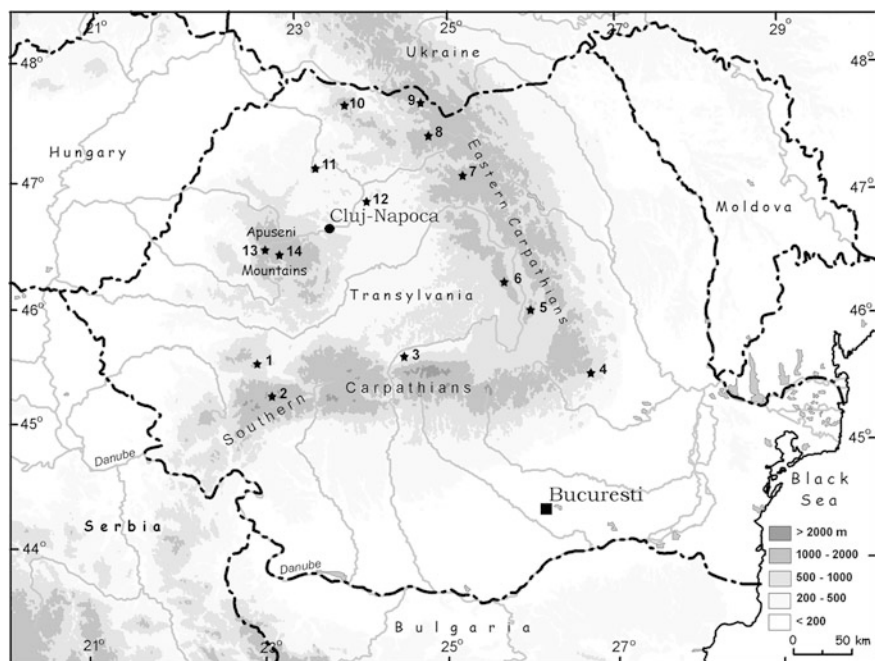 21° 23° 25° 27° 29°
Ukraine
48° 48°
10 9
8
Hungary
11 7
47° 47°
12
Moldova
Cluj-Napoca
Eastern Carpathians
Apuseni
13 14
Mountains
6
Transylvania
46° 5 46°
3
1
4
Carpathians
2
Southern
45° 45°
Danube
Black
Sea
Bucuresti
Serbia
> 2000 m
44° 1000 - 2000
500 - 1000
Danube
200 - 500
< 200
Bulgaria
0 50 km
21° 23° 25° 27°